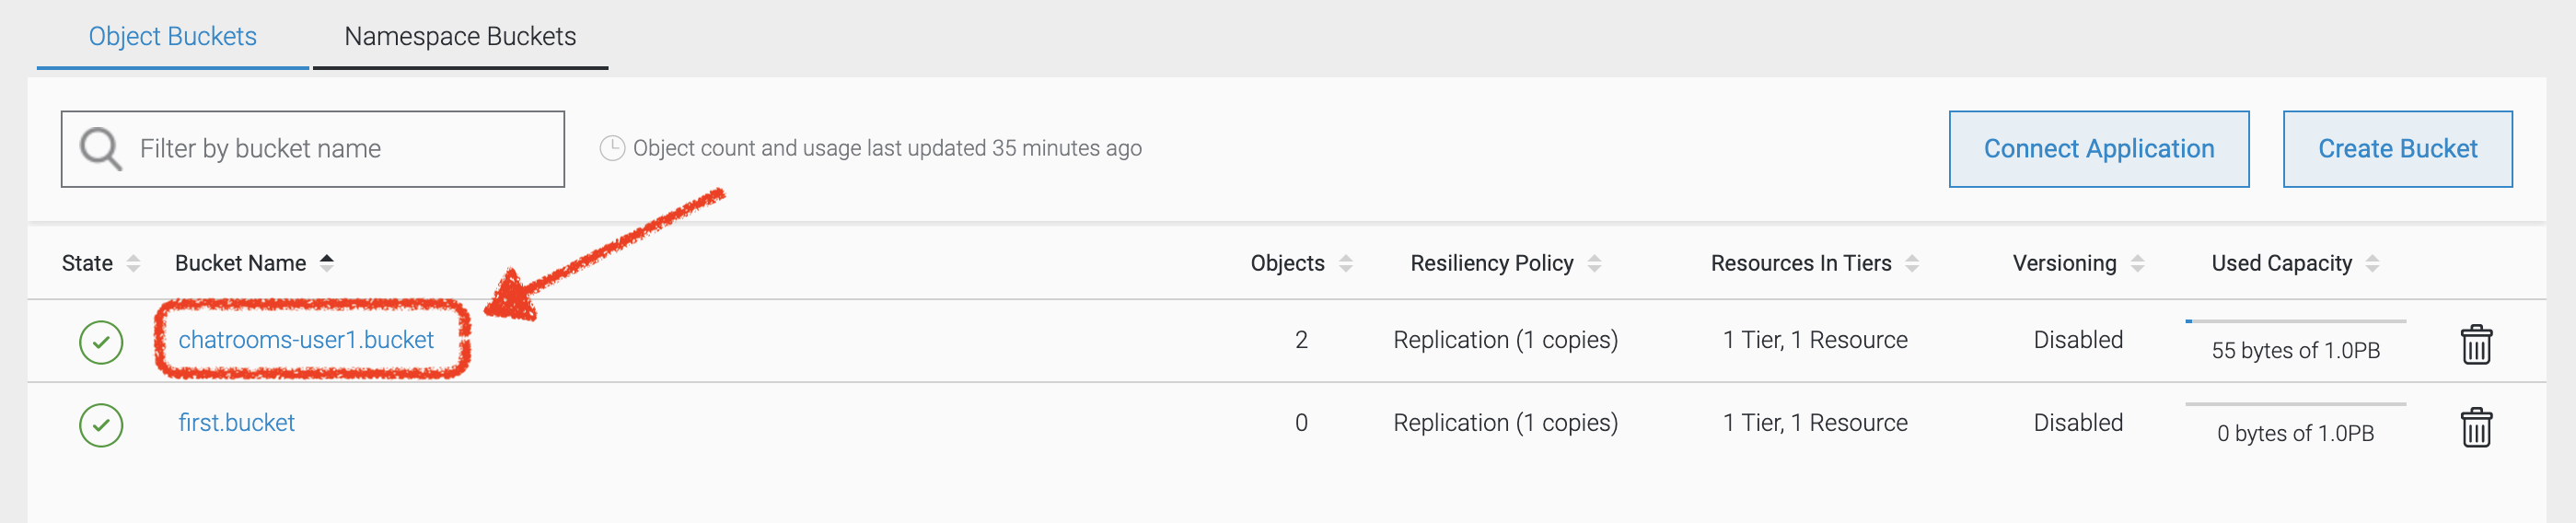 Object Buckets Namespace Buckets
Filter by bucket name Object count and usage last updated 35 minutes ago Connect Application Create Bucket
State Bucket Name Objects Resiliency Policy Resources In Tiers Versioning Used Capacity
chatrooms-user1.bucket 2 Replication (1 copies) 1 Tier, 1 Resource Disabled 55 bytes of 1.0PB
first.bucket 0 Replication (1 copies) 1 Tier, 1 Resource Disabled 0 bytes of 1.0PB